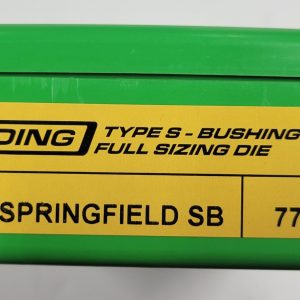 DING TYPE S - BUSHING
FULL SIZING DIE
SPRINGFIELD SB 77